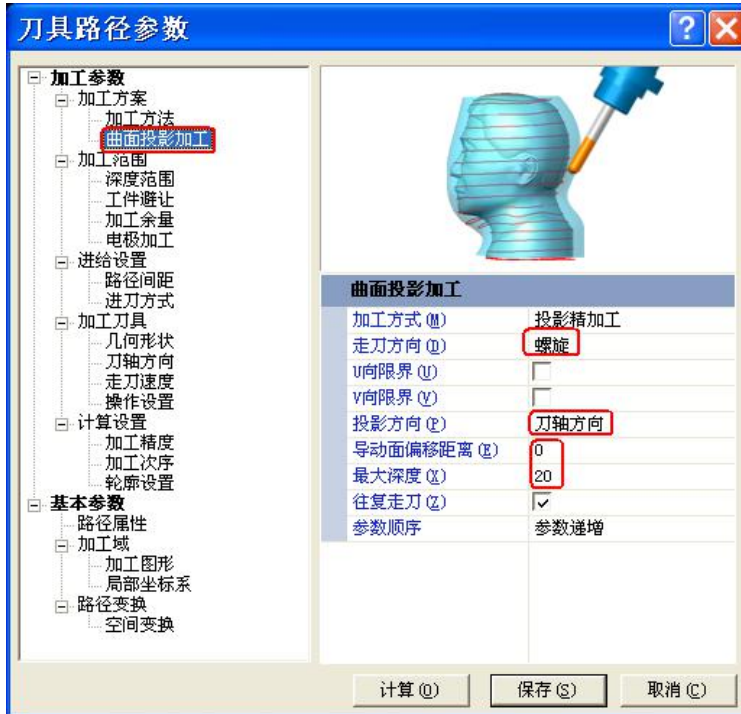 刀具路径参数
加工参数
加工方案
加工方法
曲面投影加工
加工范围
深度范围
工件避让
加工余量
电极加工
进给设置
路径间距
进刀方式
加工刀具
几何形状
刀轴方向
走刀速度
操作设置
计算设置
加工精度
加工次序
轮廓设置
基本参数
路径属性
加工域
加工图形
局部坐标系
路径变换
空间变换
曲面投影加工
加工方式(M) 投影精加工
走刀方向(D) 螺旋
U向限界(U)
V向限界(V)
投影方向(P) 刀轴方向
导动面偏移距离(E) 0
最大深度(X) 20
往复走刀(Z)
参数顺序 参数递增
计算(O) 保存(S) 取消(C)